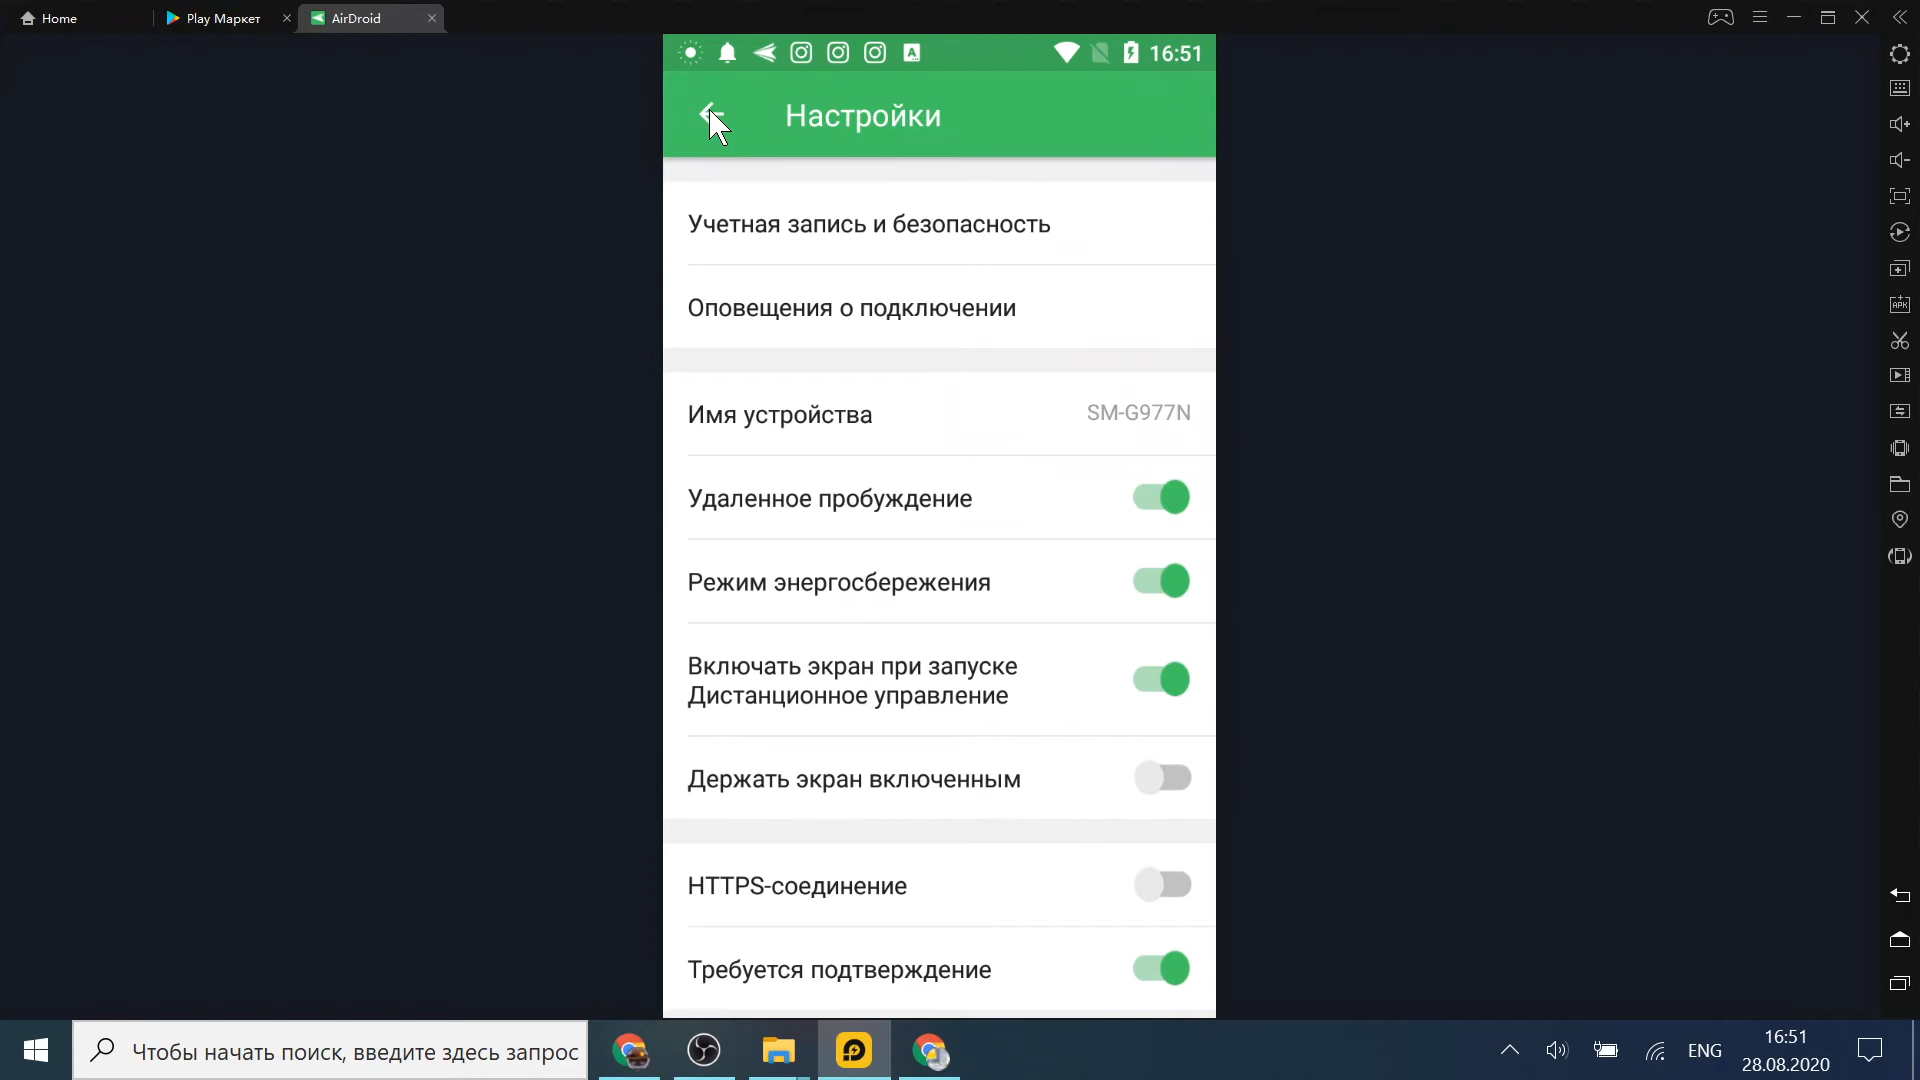 Home
Play Маркет
AirDroid
16:51
Настройки
Учетная запись и безопасность
Оповещения о подключении
Имя устройства
SM-G977N
Удаленное пробуждение
Режим энергосбережения
Включать экран при запуске
Дистанционное управление
Держать экран включенным
HTTPS-соединение
Требуется подтверждение
Чтобы начать поиск, введите здесь запрос
ENG
16:51
28.08.2020
APK
A